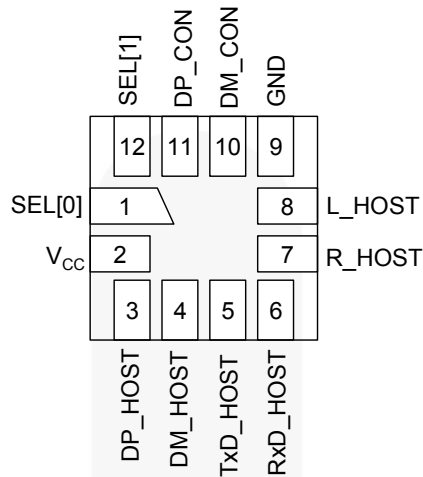 SEL[1]
DP_CON
DM_CON
GND
12
11
10
9
SEL[0]
1
8
L_HOST
V_CC
2
7
R_HOST
3
4
5
6
DP_HOST
DM_HOST
TxD_HOST
RxD_HOST